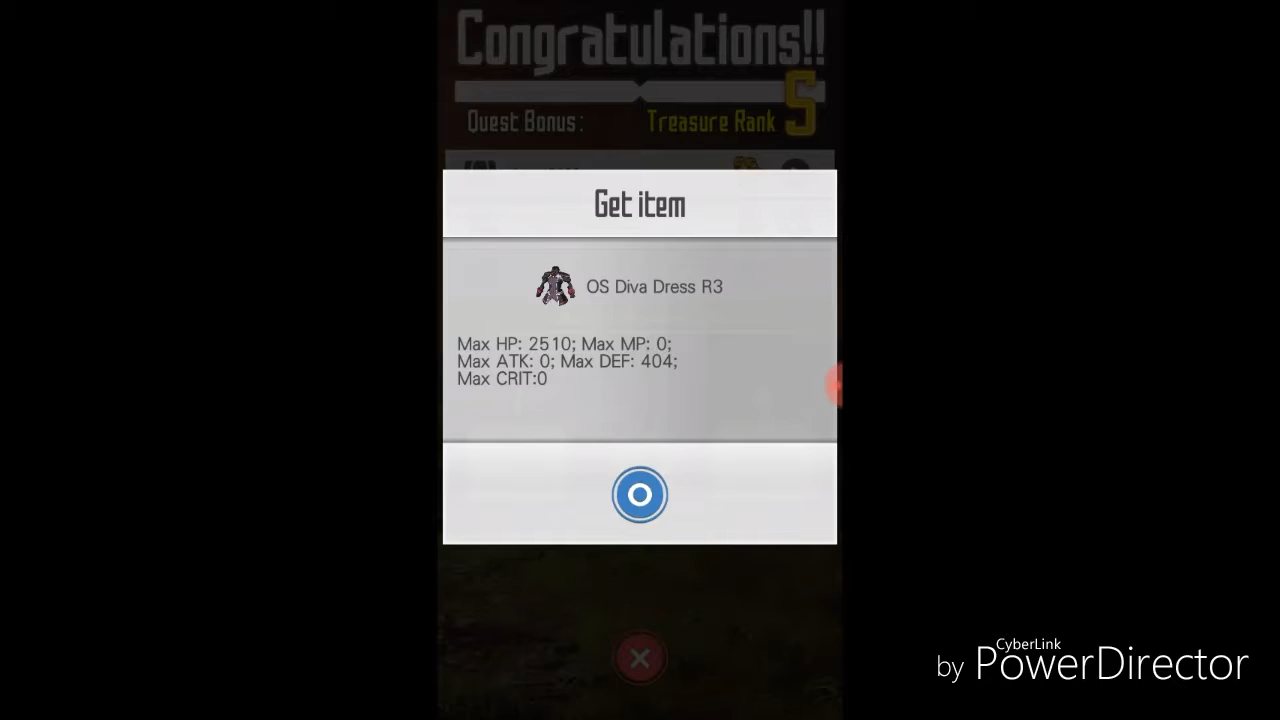 Congratulations!!
Quest Bonus:
Treasure Rank S
Get item
OS Diva Dress R3
Max HP: 2510; Max MP: 0;
Max ATK: 0; Max DEF: 404;
Max CRIT:0
CyberLink
by PowerDirector